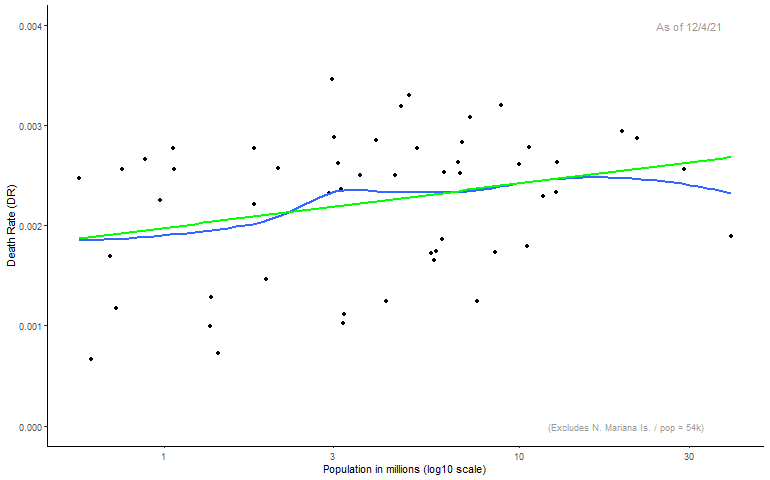 0.004
As of 12/4/21
0.003
0.002
0.001
0.000
Death Rate (DR)
(Excludes N. Mariana Is. / pop = 54k)
1
3
10
30
Population in millions (log10 scale)